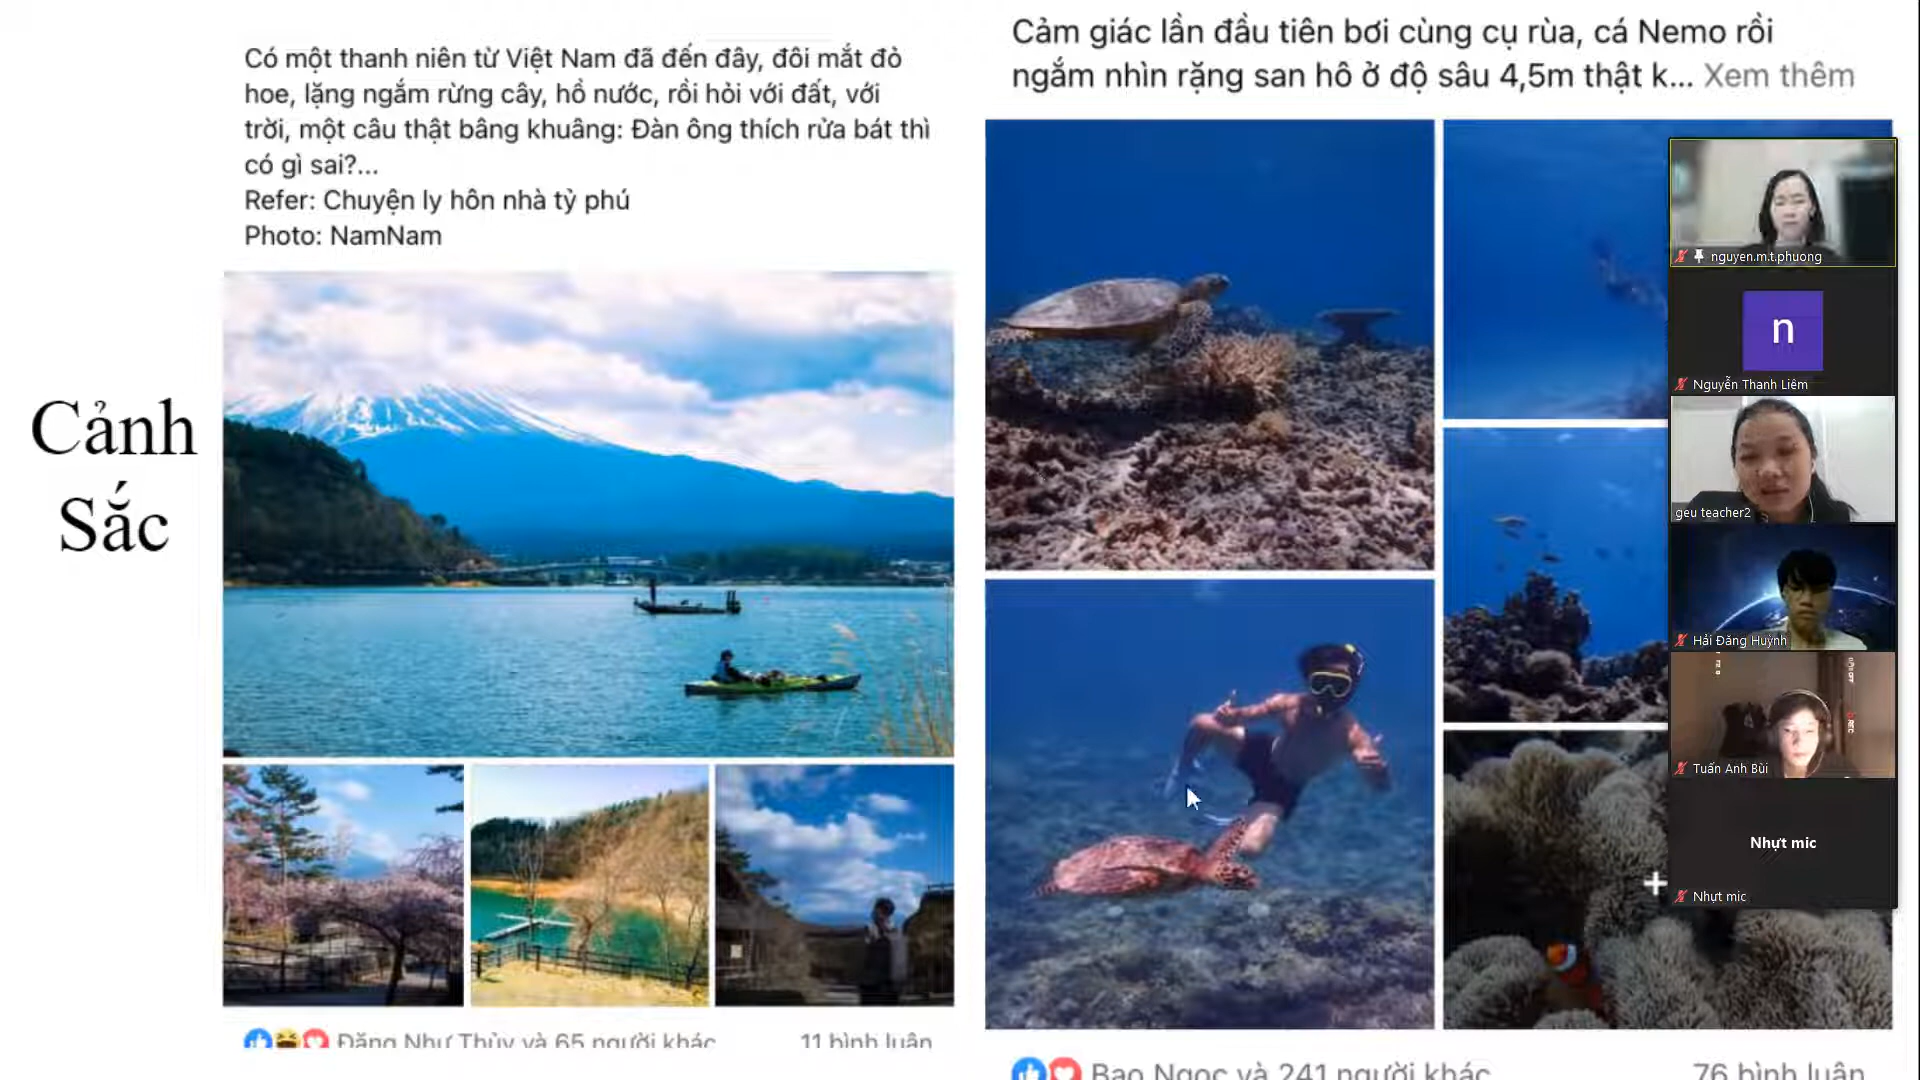 Cảnh
Sắc
Có một thanh niên từ Việt Nam đã đến đây, đôi mắt đỏ
hoe, lặng ngắm rừng cây, hồ nước, rồi hỏi với đất, với
trời, một câu thật bâng khuâng: Đàn ông thích rửa bát thì
có gì sai?...
Refer: Chuyện ly hôn nhà tỷ phú
Photo: NamNam
Đặng Như Thủy và 65 người khác
11 bình luận
Cảm giác lần đầu tiên bơi cùng cụ rùa, cá Nemo rồi
ngắm nhìn rặng san hô ở độ sâu 4,5m thật k... Xem thêm
Bao Ngoc và 241 người khác
76 bình luận
nguyen.m.t.phuong
n
Nguyễn Thanh Liêm
geu teacher2
Hải Đăng Huỳnh
Tuấn Anh Bùi
Nhựt mic
Nhựt mic